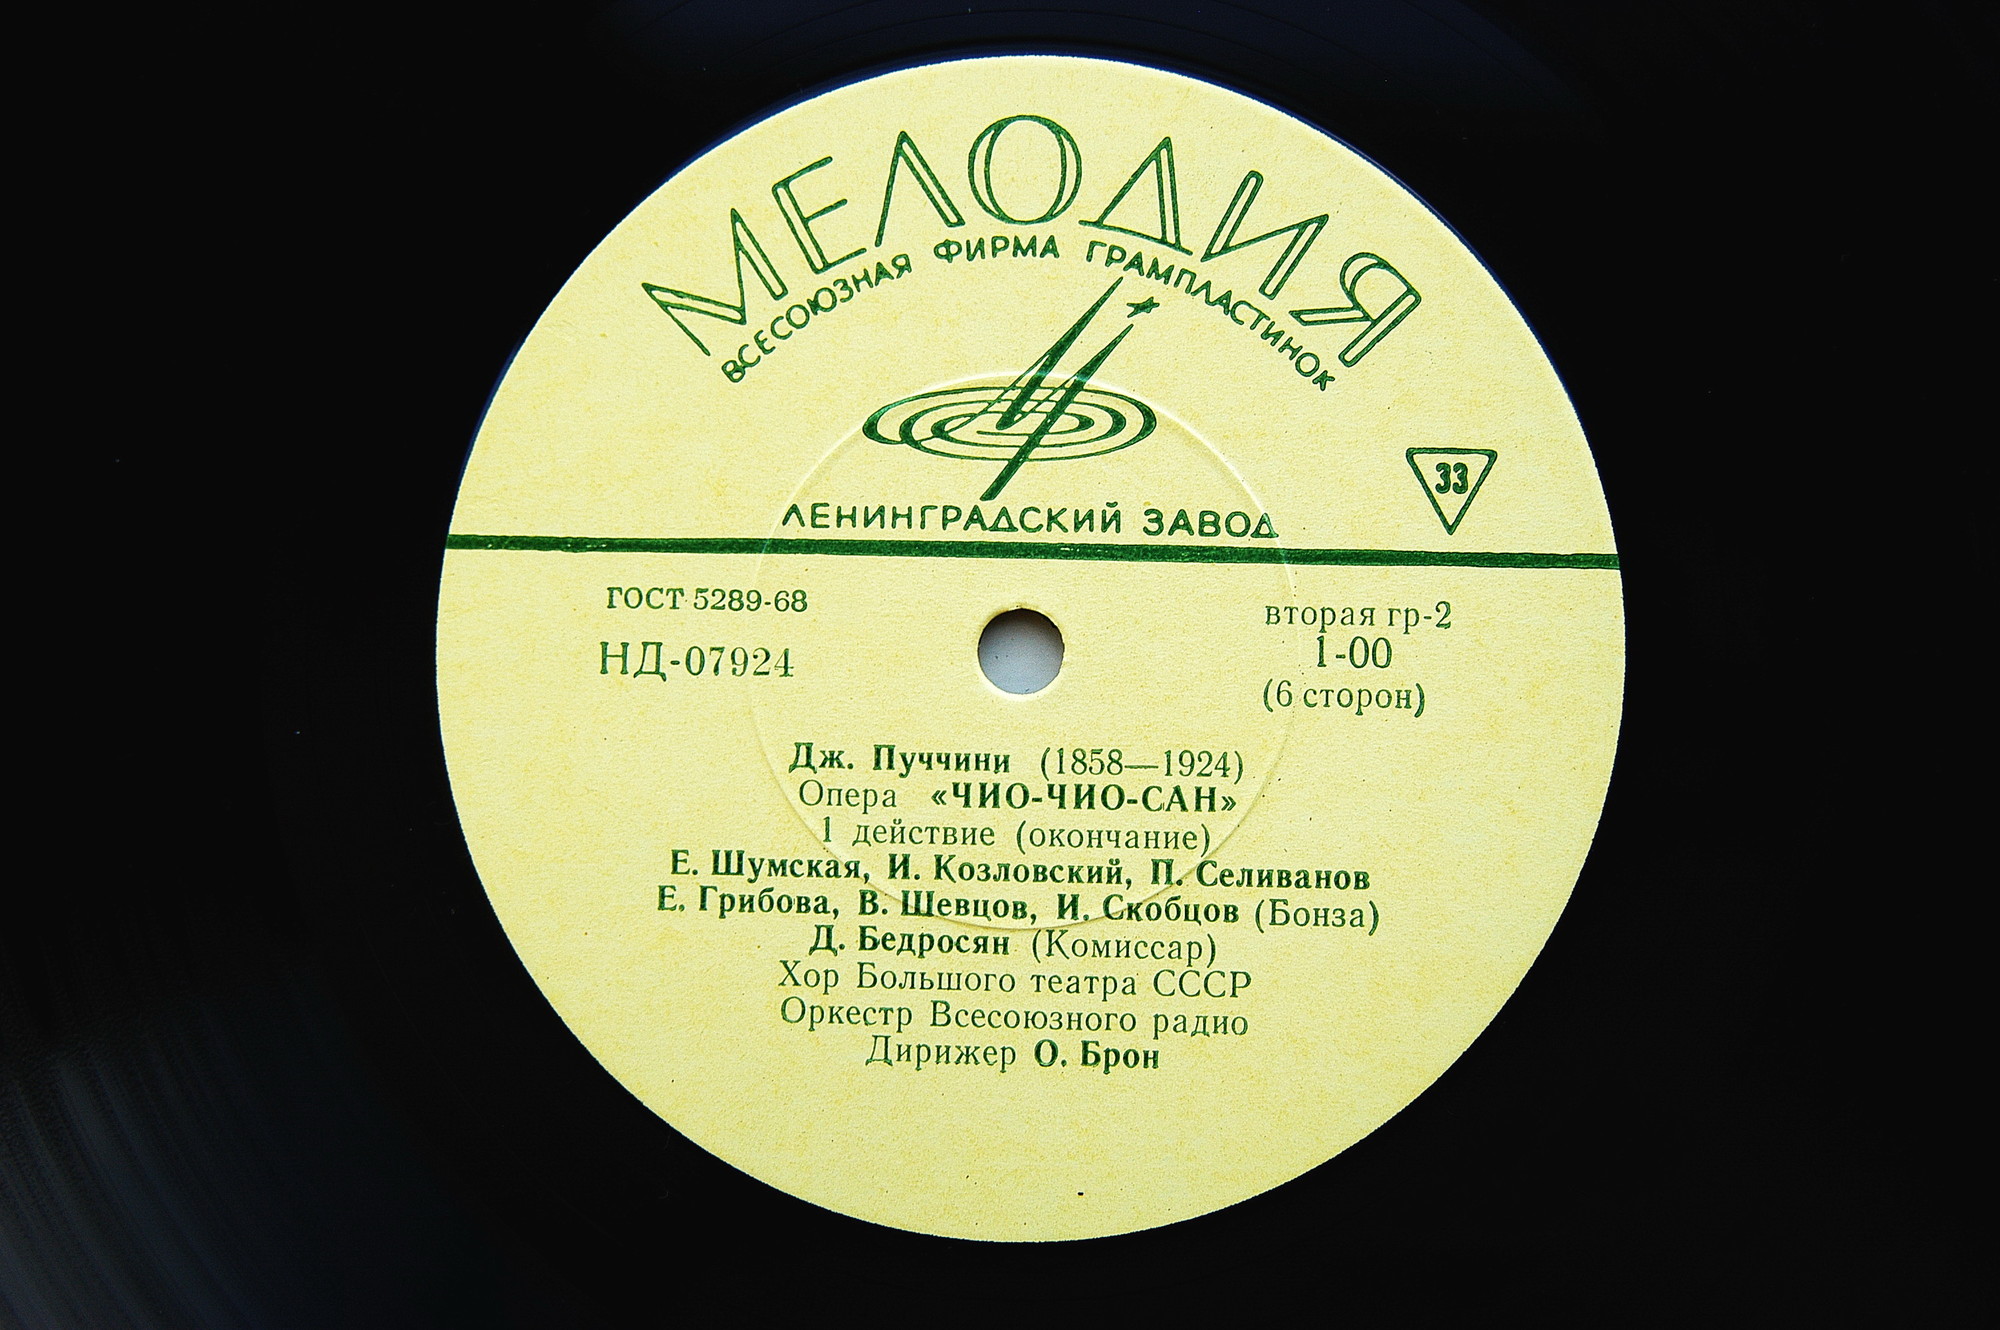 МЕЛОДИЯ
ВСЕСОЮЗНАЯ ФИРМА ГРАМПЛАСТИНОК
33
ЛЕНИНГРАДСКИЙ ЗАВОД
ГОСТ 5289-68
НД-07924
вторая гр-2
1-00
(6 сторон)
Дж. Пуччини (1858—1924)
Опера «ЧИО-ЧИО-САН»
1 действие (окончание)
Е. Шумская, И. Козловский, П. Селиванов
Е. Грибова, В. Шевцов, И. Скобцов (Бонза)
Д. Бедросян (Комиссар)
Хор Большого театра СССР
Оркестр Всесоюзного радио
Дирижер О. Брон